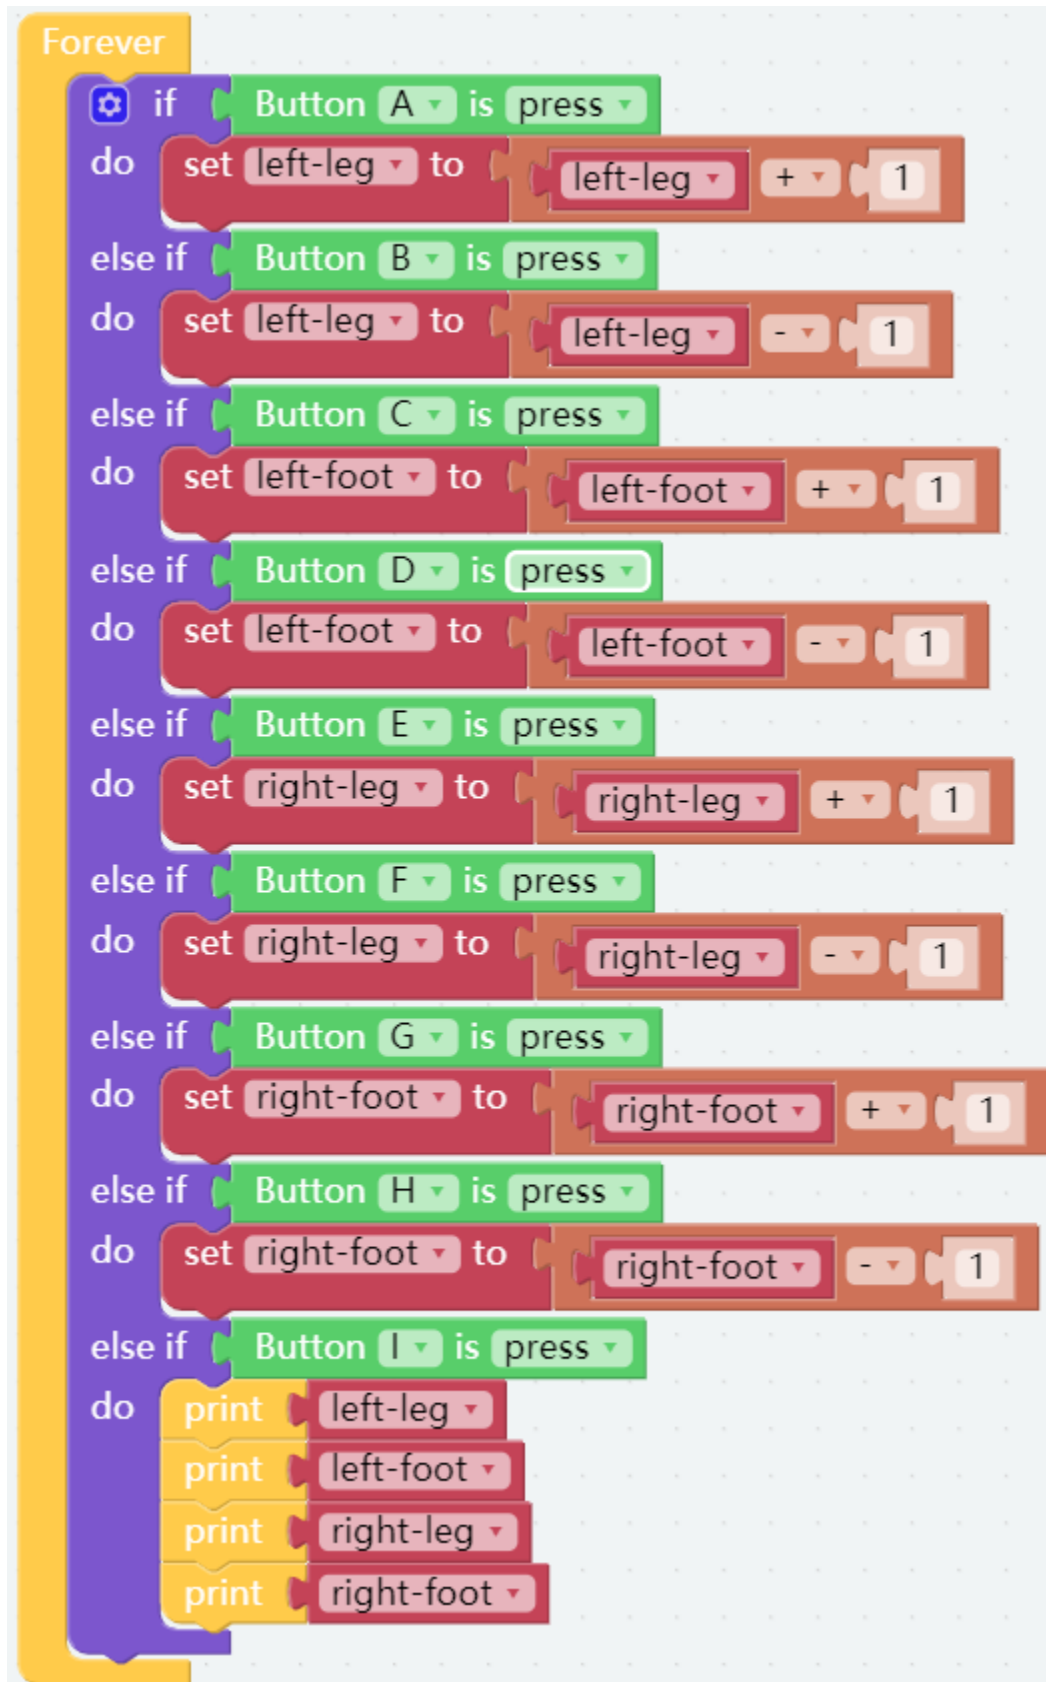 Forever
if Button A is press
do set left-leg to left-leg + 1
else if Button B is press
do set left-leg to left-leg - 1
else if Button C is press
do set left-foot to left-foot + 1
else if Button D is press
do set left-foot to left-foot - 1
else if Button E is press
do set right-leg to right-leg + 1
else if Button F is press
do set right-leg to right-leg - 1
else if Button G is press
do set right-foot to right-foot + 1
else if Button H is press
do set right-foot to right-foot - 1
else if Button I is press
do print left-leg
print left-foot
print right-leg
print right-foot